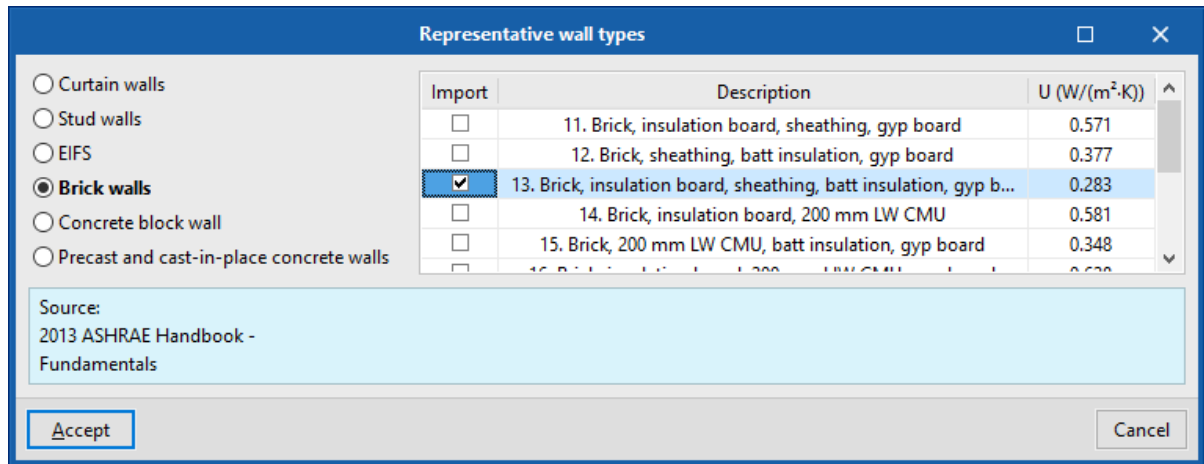 Representative wall types
Curtain walls
Stud walls
EIFS
Brick walls
Concrete block wall
Precast and cast-in-place concrete walls
Import Description U (W/(m²·K))
11. Brick, insulation board, sheathing, gyp board 0.571
12. Brick, sheathing, batt insulation, gyp board 0.377
13. Brick, insulation board, sheathing, batt insulation, gyp b... 0.283
14. Brick, insulation board, 200 mm LW CMU 0.581
15. Brick, 200 mm LW CMU, batt insulation, gyp board 0.348
Source:
2013 ASHRAE Handbook -
Fundamentals
Accept Cancel